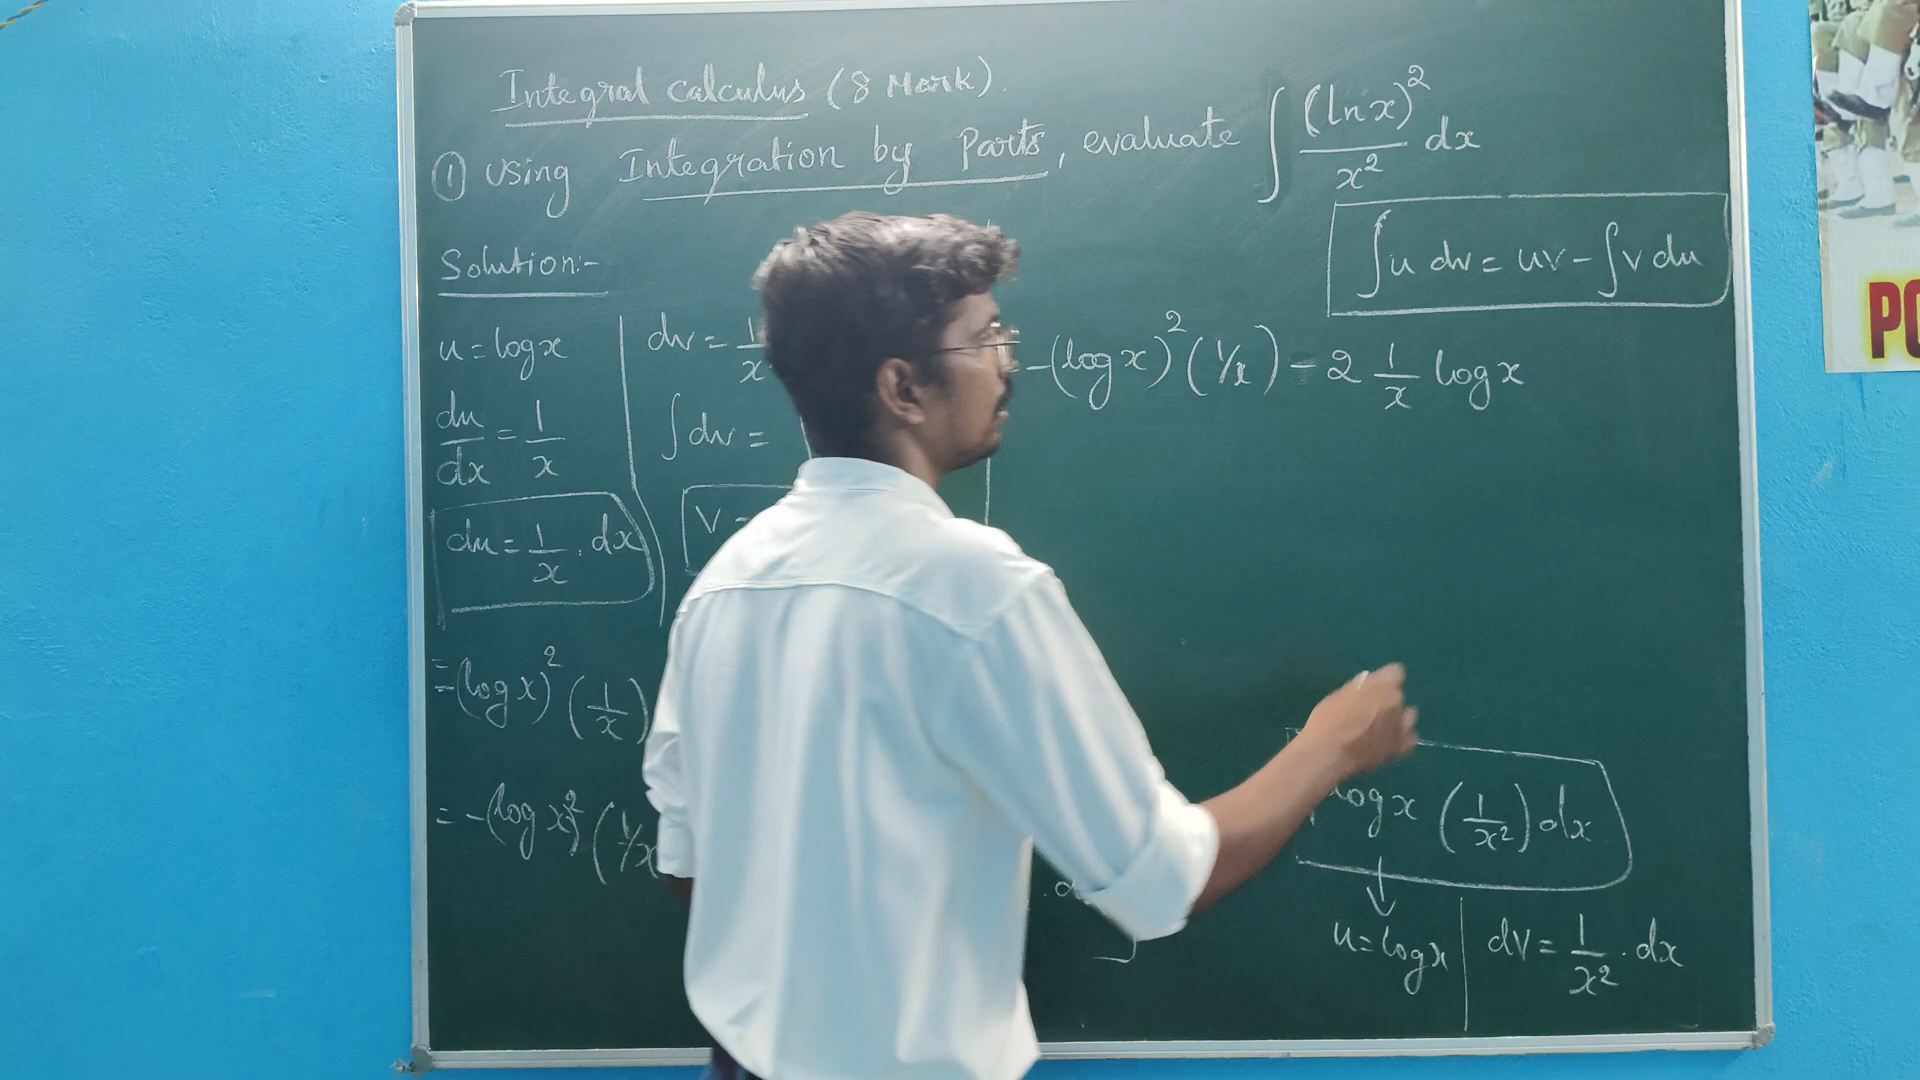 Integral calculus (8 Mark).
① Using Integration by Parts, evaluate ∫ (ln x)² / x² dx
∫u dv = uv - ∫v du
Solution:-
u = log x
dv = 1/x
du/dx = 1/x
∫dv =
du = 1/x . dx
V
= -(log x)² (1/x)
= -(log x)² (1/x
-(log x)² (1/x) - 2 1/x log x
log x (1/x²) dx
u = log x
dv = 1/x² . dx
PO